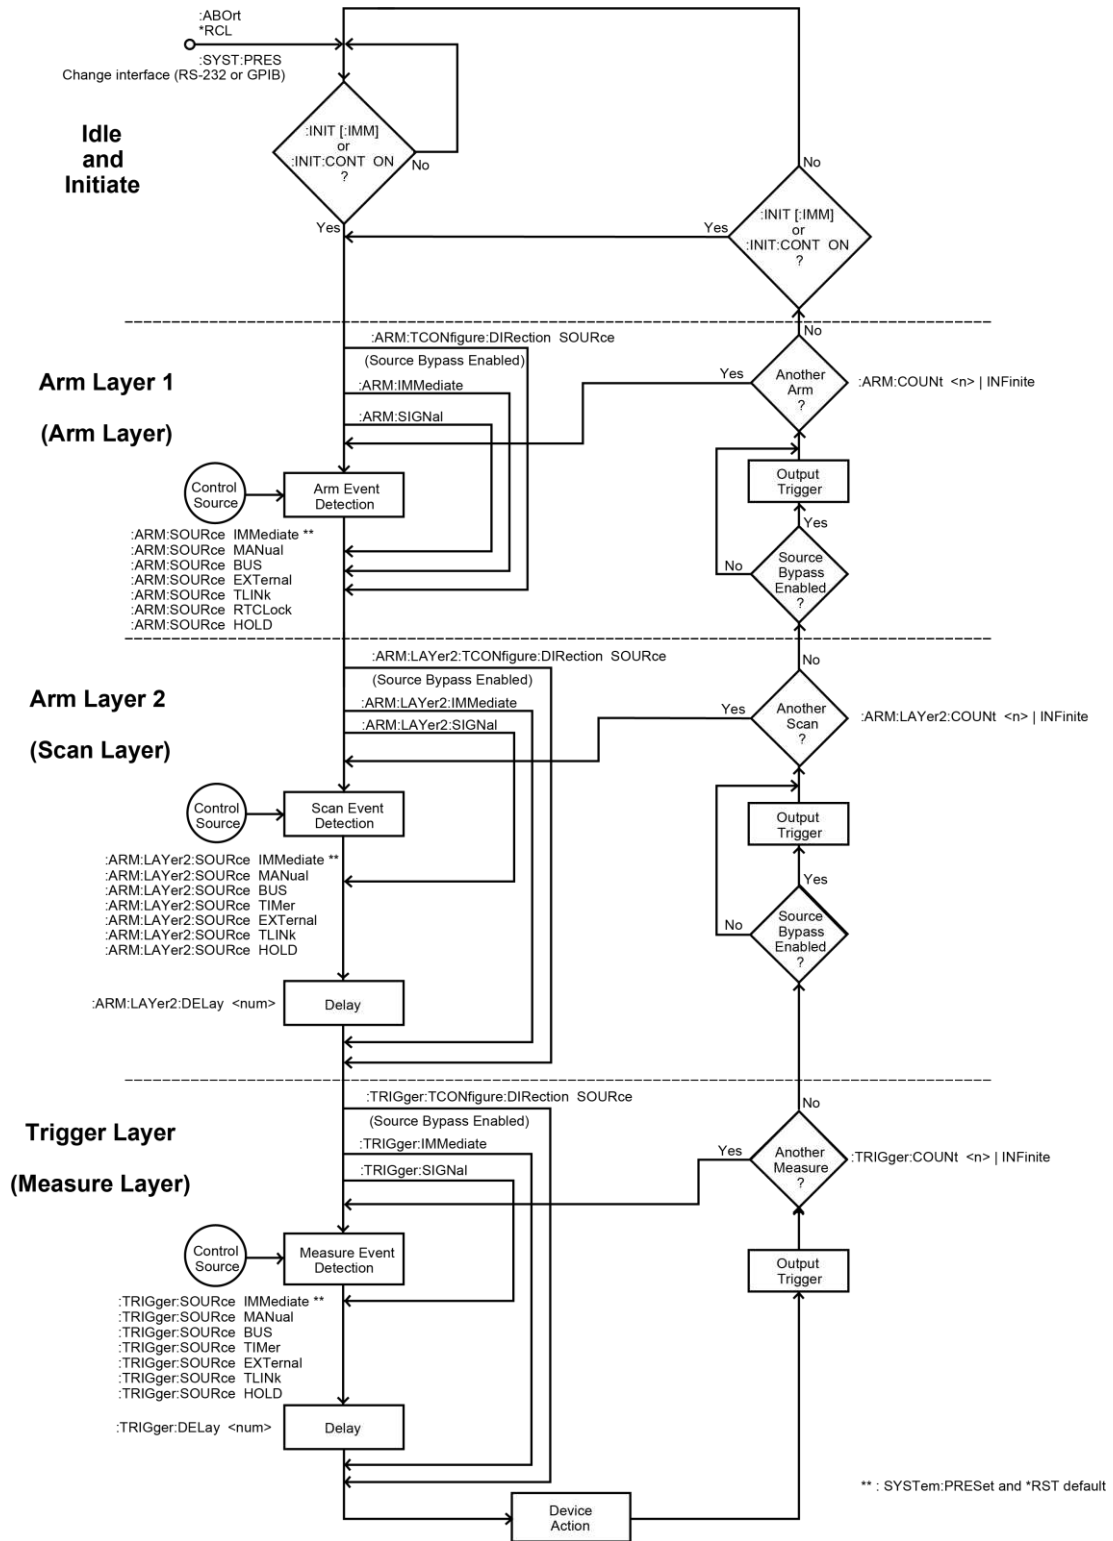 :ABOrt
*RCL
:SYST:PRES
Change interface (RS-232 or GPIB)
Idle
and
Initiate
:INIT [:IMM]
or
:INIT:CONT ON
?
No
Yes
No
:INIT [:IMM]
or
:INIT:CONT ON
?
Yes
No
:ARM:TCONfigure:DIRection SOURce
(Source Bypass Enabled)
Arm Layer 1
(Arm Layer)
:ARM:IMMediate
:ARM:SIGNal
Yes
Another
Arm
?
:ARM:COUNt <n> | INFinite
Control
Source
Arm Event
Detection
Output
Trigger
Yes
:ARM:SOURce IMMediate **
:ARM:SOURce MANual
:ARM:SOURce BUS
:ARM:SOURce EXTernal
:ARM:SOURce TLINk
:ARM:SOURce RTCLock
:ARM:SOURce HOLD
No
Source
Bypass
Enabled
?
:ARM:LAYer2:TCONfigure:DIRection SOURce
(Source Bypass Enabled)
No
Arm Layer 2
(Scan Layer)
:ARM:LAYer2:IMMediate
:ARM:LAYer2:SIGNal
Yes
Another
Scan
?
:ARM:LAYer2:COUNt <n> | INFinite
Control
Source
Scan Event
Detection
Output
Trigger
Yes
:ARM:LAYer2:SOURce IMMediate **
:ARM:LAYer2:SOURce MANual
:ARM:LAYer2:SOURce BUS
:ARM:LAYer2:SOURce TIMer
:ARM:LAYer2:SOURce EXTernal
:ARM:LAYer2:SOURce TLINk
:ARM:LAYer2:SOURce HOLD
No
Source
Bypass
Enabled
?
:ARM:LAYer2:DELay <num>
Delay
:TRIGger:TCONfigure:DIRection SOURce
(Source Bypass Enabled)
No
Trigger Layer
(Measure Layer)
:TRIGger:IMMediate
:TRIGger:SIGNal
Yes
Another
Measure
?
:TRIGger:COUNt <n> | INFinite
Control
Source
Measure Event
Detection
Output
Trigger
:TRIGger:SOURce IMMediate **
:TRIGger:SOURce MANual
:TRIGger:SOURce BUS
:TRIGger:SOURce TIMer
:TRIGger:SOURce EXTernal
:TRIGger:SOURce TLINk
:TRIGger:SOURce HOLD
:TRIGger:DELay <num>
Delay
Device
Action
** : SYSTem:PRESet and *RST default